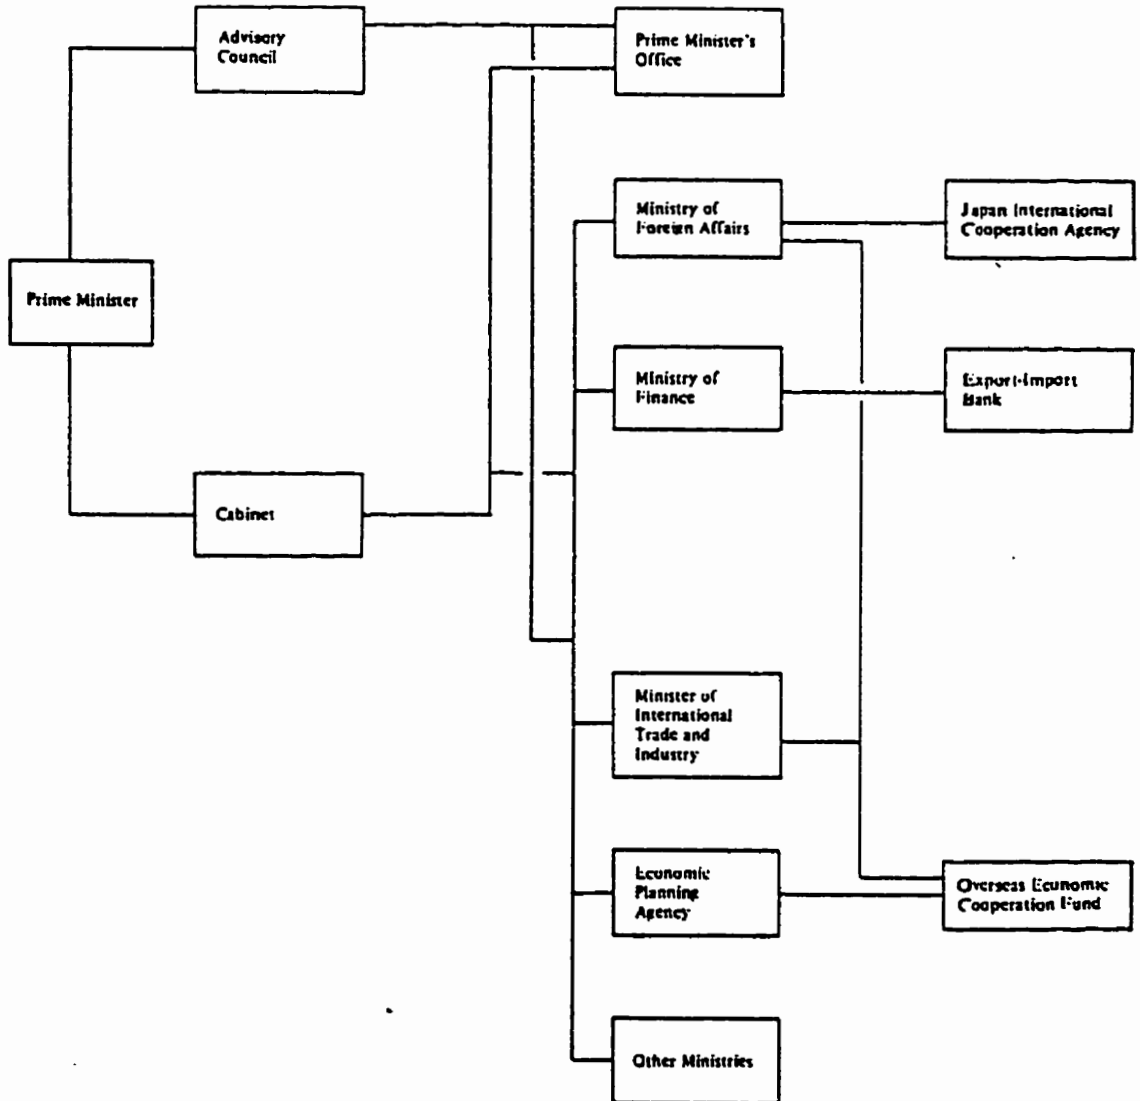 Advisory
Council
Prime Minister's
Office
Ministry of
Foreign Affairs
Japan International
Cooperation Agency
Prime Minister
Ministry of
Finance
Export-Import
Bank
Cabinet
Minister of
International
Trade and
Industry
Economic
Planning
Agency
Overseas Economic
Cooperation Fund
Other Ministries